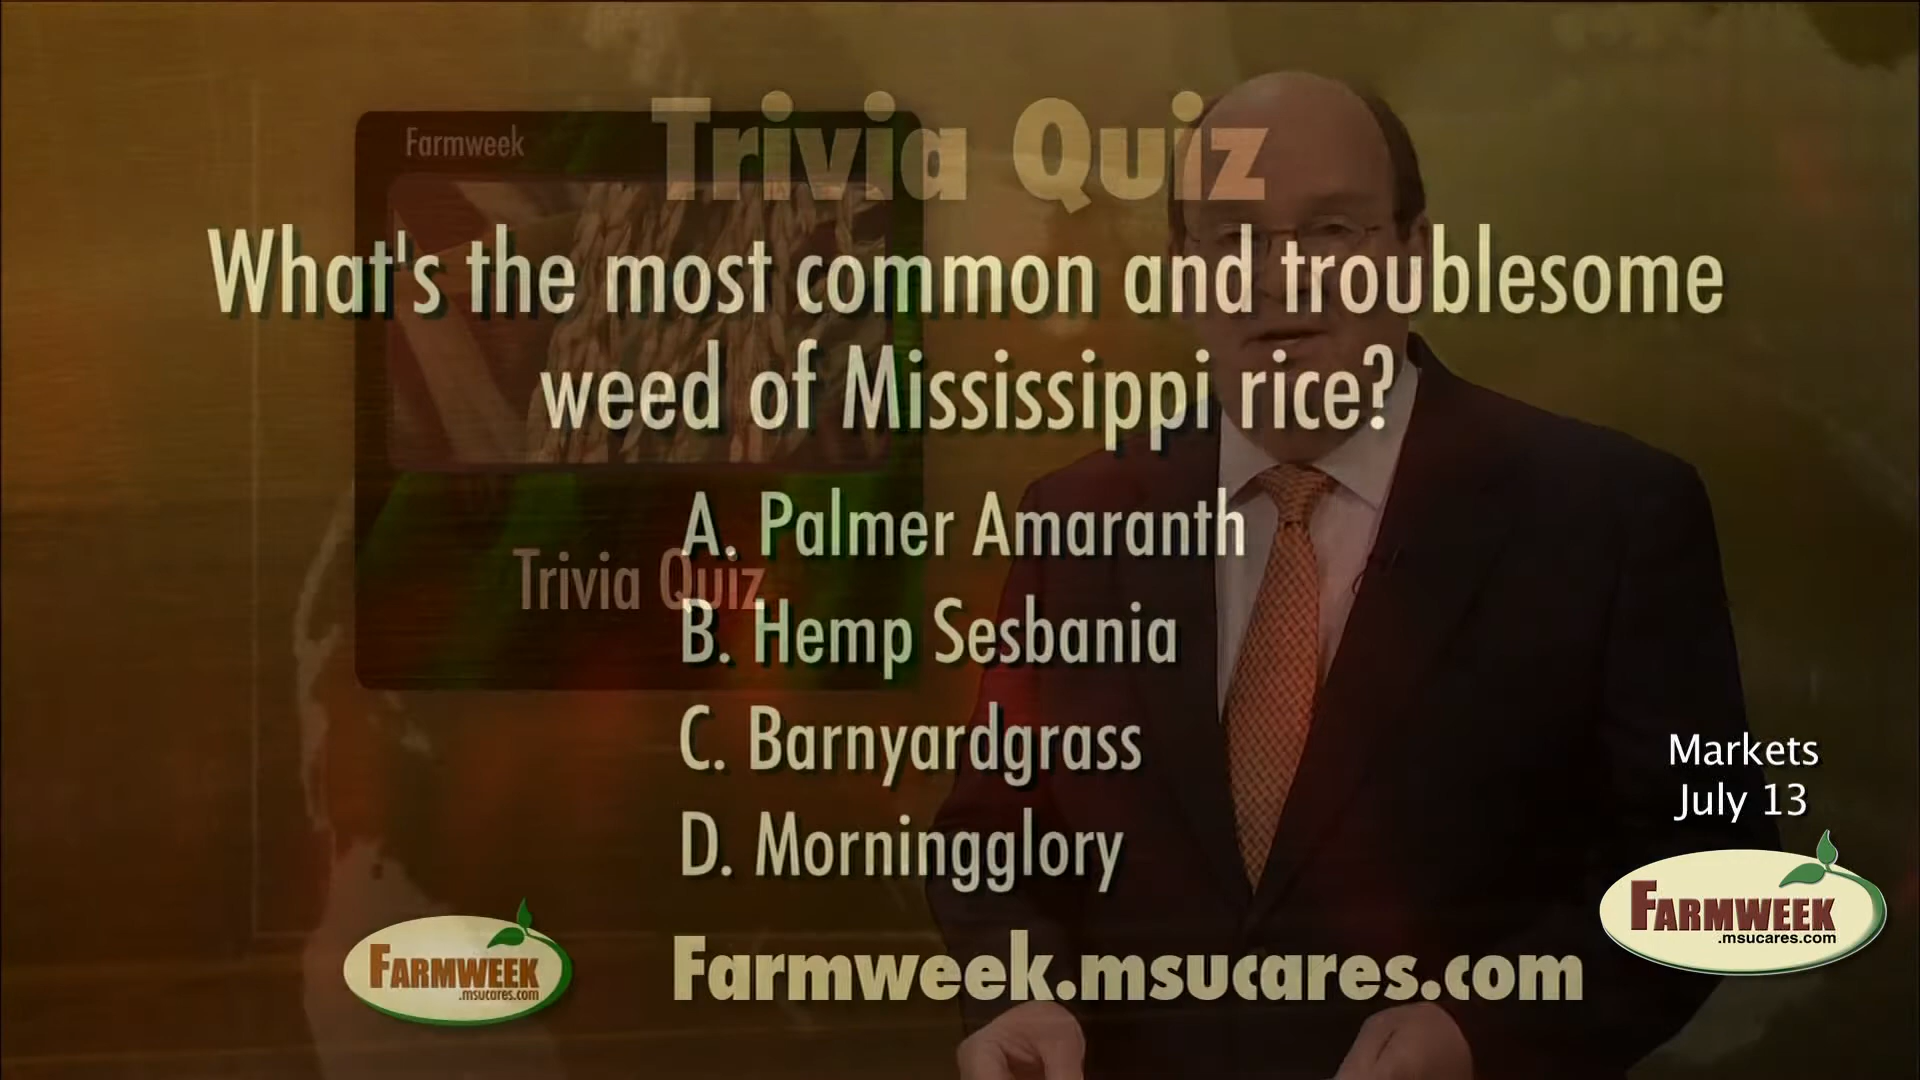 Farmweek
Trivia Quiz
What's the most common and troublesome
weed of Mississippi rice?
A. Palmer Amaranth
Trivia Quiz
B. Hemp Sesbania
C. Barnyardgrass
D. Morningglory
Markets
July 13
FARMWEEK
.msucares.com
FARMWEEK
.msucares.com
Farmweek.msucares.com